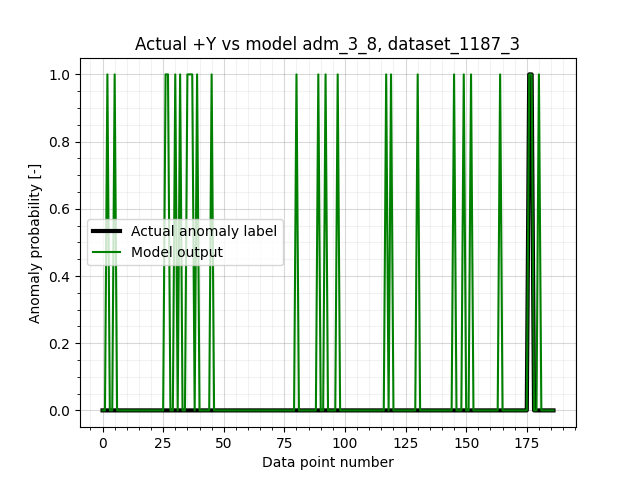 Actual +Y vs model adm_3_8, dataset_1187_3
Anomaly probability [-]
1.0
0.8
0.6
0.4
0.2
0.0
Actual anomaly label
Model output
0 25 50 75 100 125 150 175
Data point number